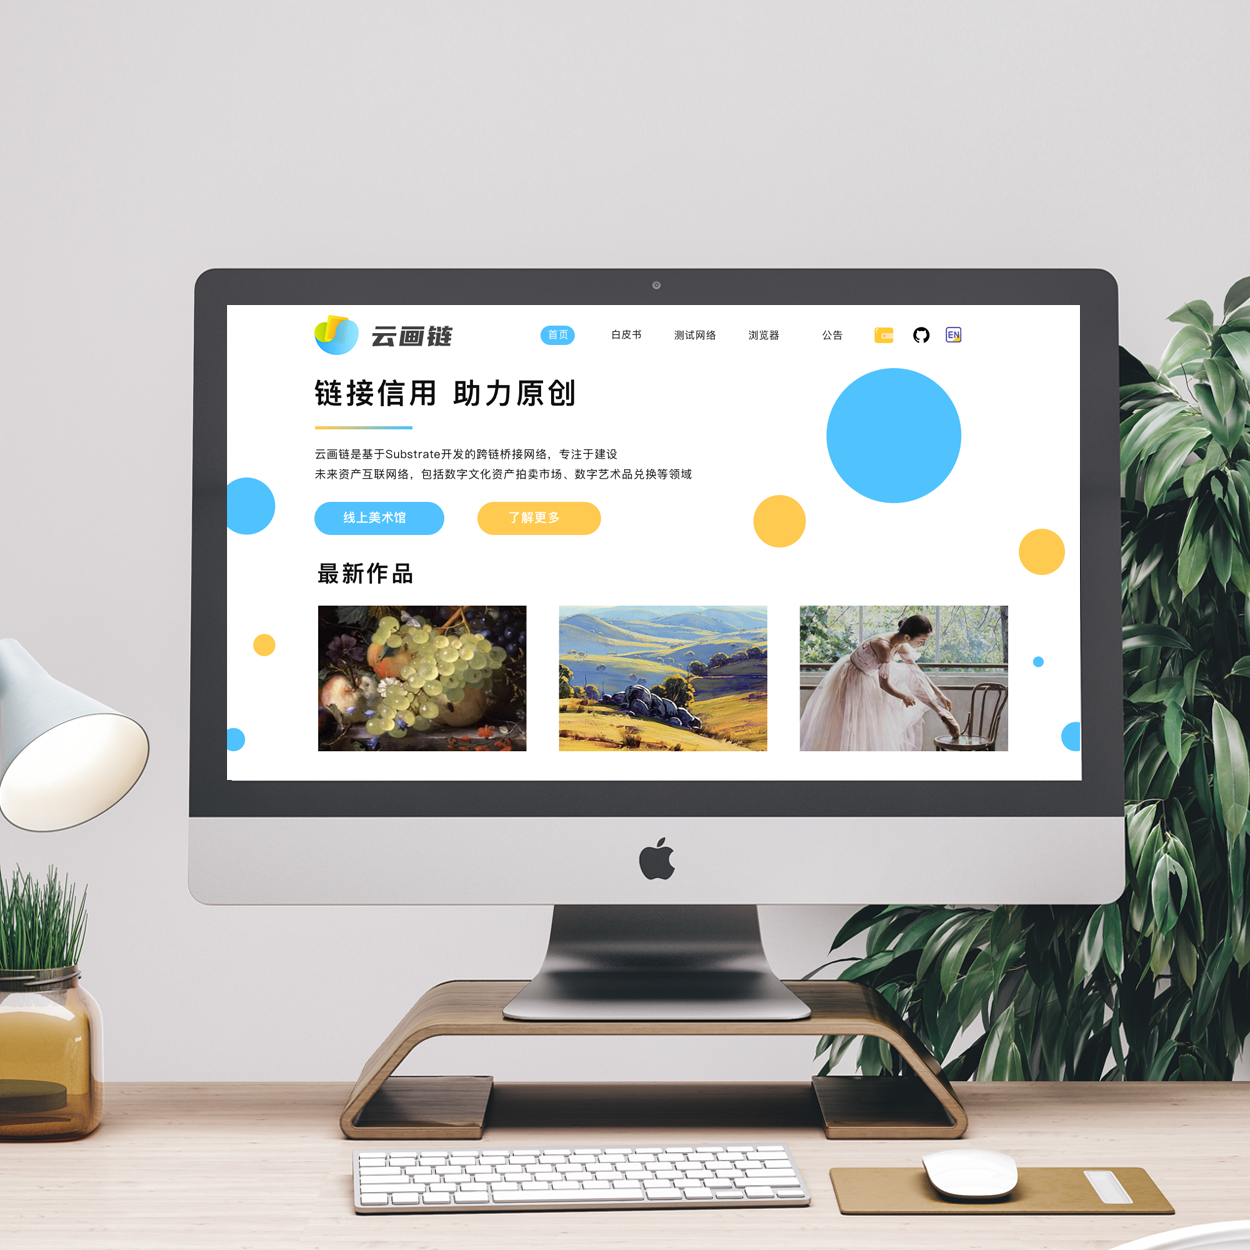 云画链
首页 白皮书 测试网络 浏览器 公告 EN
链接信用 助力原创
云画链是基于Substrate开发的跨链桥接网络，专注于建设
未来资产互联网络，包括数字文化资产拍卖市场、数字艺术品兑换等领域
线上美术馆 了解更多
最新作品